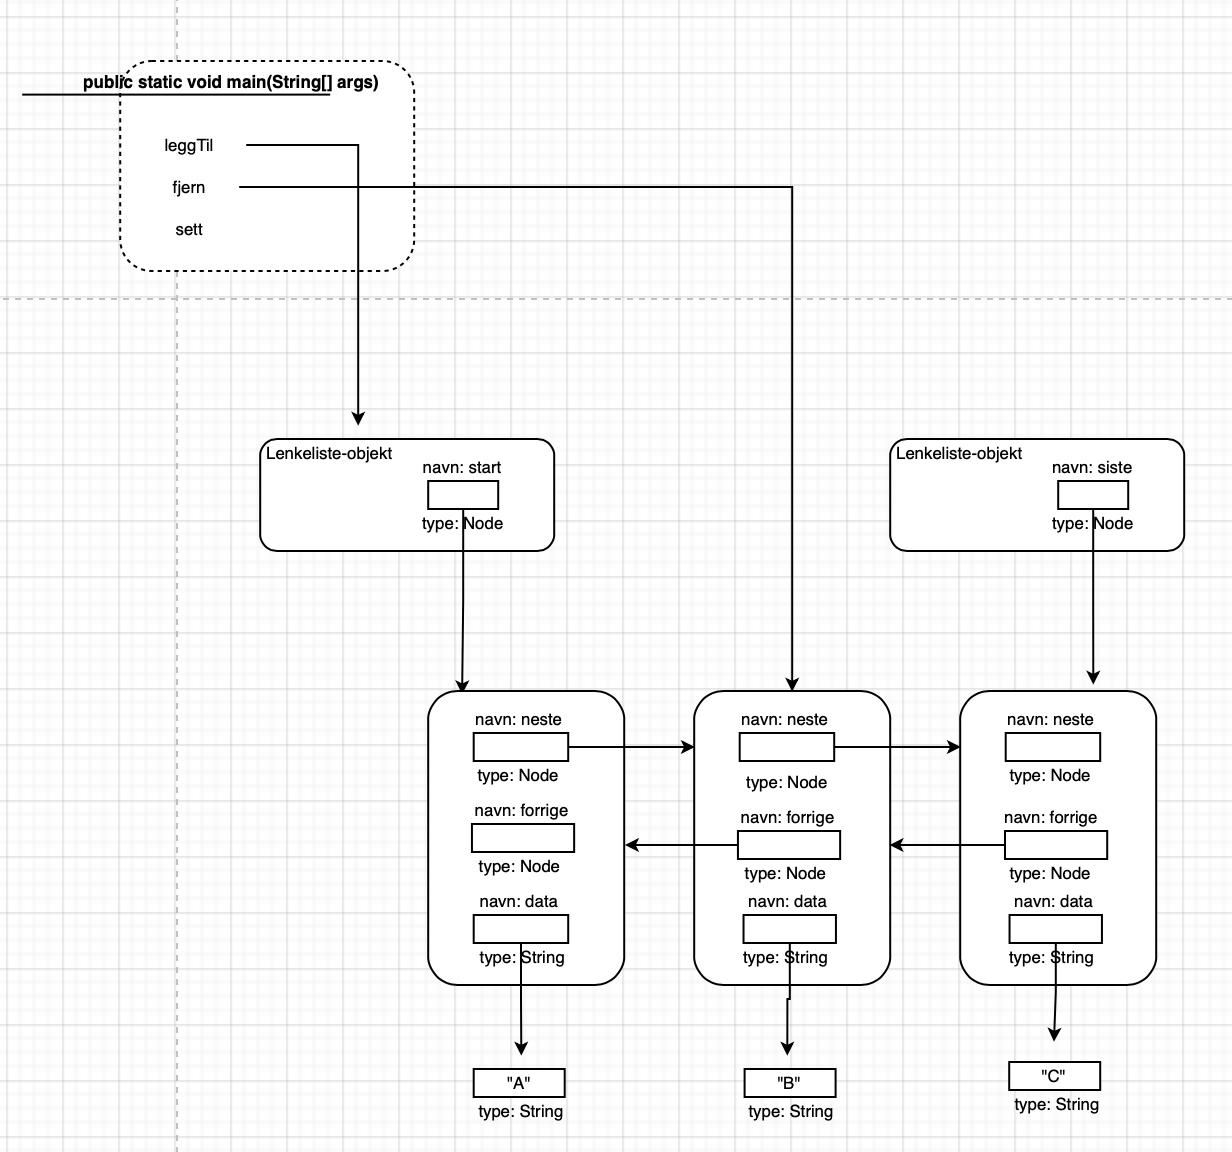 public static void main(String[] args)
leggTil
fjern
sett
Lenkeliste-objekt
navn: start
type: Node
Lenkeliste-objekt
navn: siste
type: Node
navn: neste
type: Node
navn: forrige
type: Node
navn: data
type: String
"A"
type: String
navn: neste
type: Node
navn: forrige
type: Node
navn: data
type: String
"B"
type: String
navn: neste
type: Node
navn: forrige
type: Node
navn: data
type: String
"C"
type: String